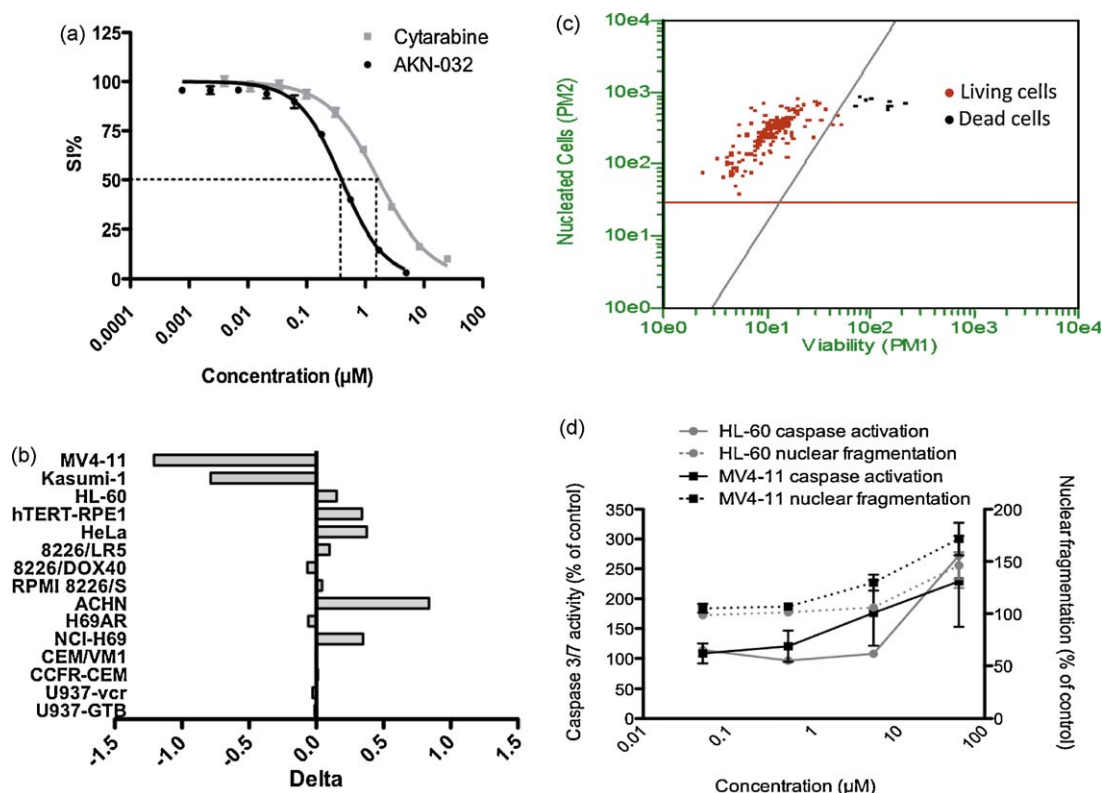 (a)
Cytarabine
AKN-032
SI%
125
100
75
50
25
0
0.0001
0.001
0.01
0.1
1
10
100
Concentration (µM)
(c)
Nucleated Cells (PM2)
10e4
10e3
10e2
10e1
10e0
Living cells
Dead cells
10e0
10e1
10e2
10e3
10e4
Viability (PM1)
(b)
MV4-11
Kasumi-1
HL-60
hTERT-RPE1
HeLa
8226/LR5
8226/DOX40
RPMI 8226/S
ACHN
H69AR
NCI-H69
CEM/VM1
CCFR-CEM
U937-vcr
U937-GTB
-1.5
-1.0
-0.5
0.0
0.5
1.0
1.5
Delta
(d)
HL-60 caspase activation
HL-60 nuclear fragmentation
MV4-11 caspase activation
MV4-11 nuclear fragmentation
Caspase 3/7 activity (% of control)
350
300
250
200
150
100
50
0
200
150
100
50
0
Nuclear fragmentation (% of control)
0.01
0.1
1
10
100
Concentration (µM)